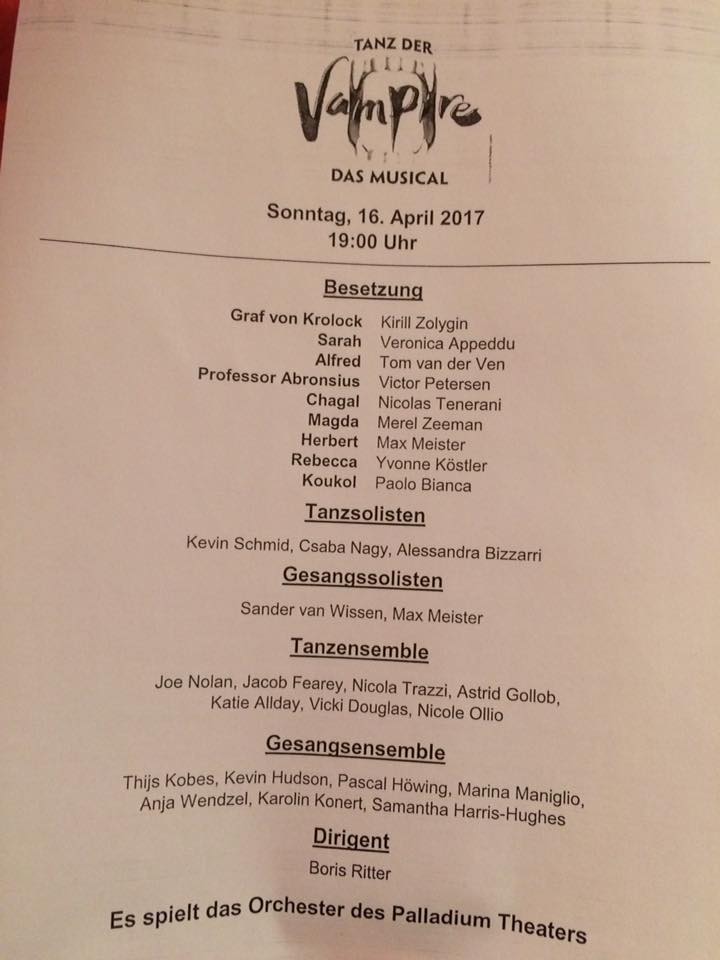 TANZ DER
Vampire
DAS MUSICAL
Sonntag, 16. April 2017
19:00 Uhr
Besetzung
Graf von Krolock Kirill Zolygin
Sarah Veronica Appeddu
Alfred Tom van der Ven
Professor Abronsius Victor Petersen
Chagal Nicolas Tenerani
Magda Merel Zeeman
Herbert Max Meister
Rebecca Yvonne Köstler
Koukol Paolo Bianca
Tanzsolisten
Kevin Schmid, Csaba Nagy, Alessandra Bizzarri
Gesangssolisten
Sander van Wissen, Max Meister
Tanzensemble
Joe Nolan, Jacob Fearey, Nicola Trazzi, Astrid Gollob,
Katie Allday, Vicki Douglas, Nicole Ollio
Gesangsensemble
Thijs Kobes, Kevin Hudson, Pascal Höwing, Marina Maniglio,
Anja Wendzel, Karolin Konert, Samantha Harris-Hughes
Dirigent
Boris Ritter
Es spielt das Orchester des Palladium Theaters